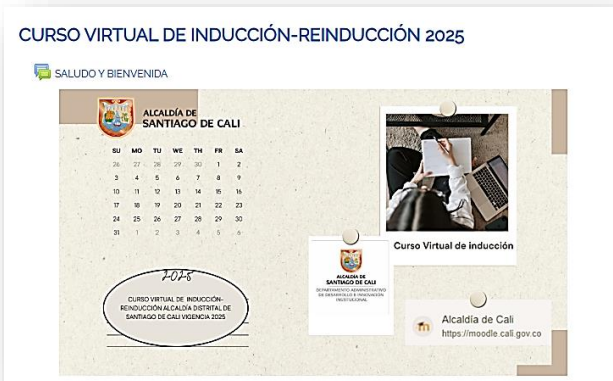 CURSO VIRTUAL DE INDUCCIÓN-REINDUCCIÓN 2025
SALUDO Y BIENVENIDA
ALCALDÍA DE
SANTIAGO DE CALI
SU MO TU WE TH FR SA
26 27 28 29 30 1 2
3 4 5 6 7 8 9
10 11 12 13 14 15 16
17 18 19 20 21 22 23
24 25 26 27 28 29 30
31 1 2 3 4 5 6
2025
CURSO VIRTUAL DE INDUCCIÓN-
REINDUCCIÓN ALCALDÍA DISTRITAL DE
SANTIAGO DE CALI VIGENCIA 2025
Curso Virtual de inducción
ALCALDÍA DE
SANTIAGO DE CALI
DEPARTAMENTO ADMINISTRATIVO
DE DESARROLLO E INNOVACIÓN
INSTITUCIONAL
Alcaldía de Cali
https://moodle.cali.gov.co